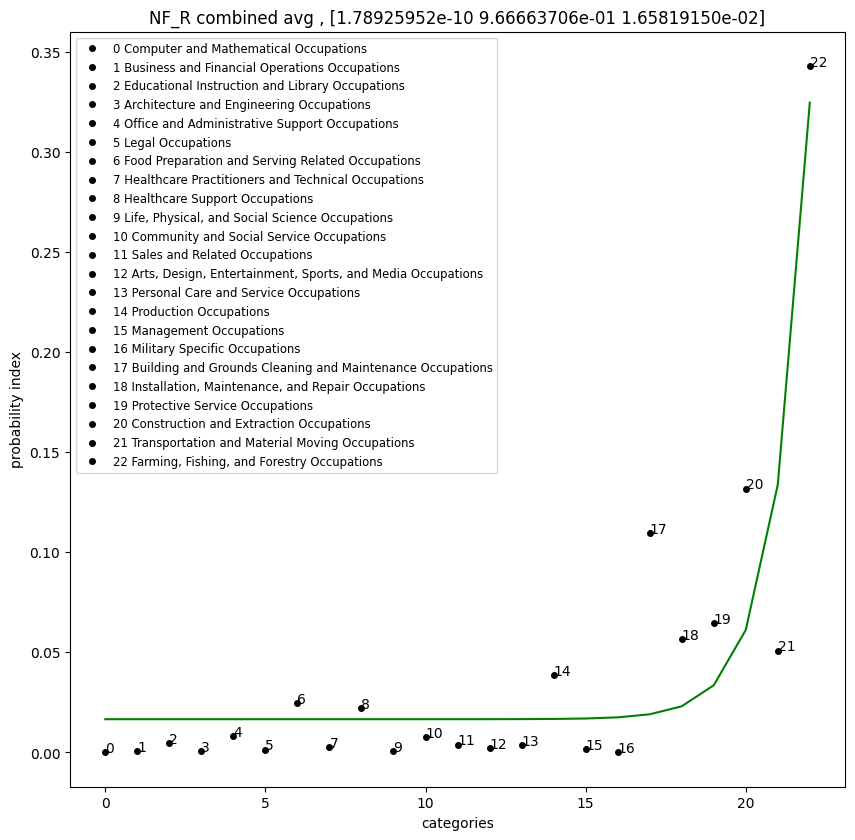 NF_R combined avg , [1.78925952e-10 9.66663706e-01 1.65819150e-02]
0 Computer and Mathematical Occupations
1 Business and Financial Operations Occupations
2 Educational Instruction and Library Occupations
3 Architecture and Engineering Occupations
4 Office and Administrative Support Occupations
5 Legal Occupations
6 Food Preparation and Serving Related Occupations
7 Healthcare Practitioners and Technical Occupations
8 Healthcare Support Occupations
9 Life, Physical, and Social Science Occupations
10 Community and Social Service Occupations
11 Sales and Related Occupations
12 Arts, Design, Entertainment, Sports, and Media Occupations
13 Personal Care and Service Occupations
14 Production Occupations
15 Management Occupations
16 Military Specific Occupations
17 Building and Grounds Cleaning and Maintenance Occupations
18 Installation, Maintenance, and Repair Occupations
19 Protective Service Occupations
20 Construction and Extraction Occupations
21 Transportation and Material Moving Occupations
22 Farming, Fishing, and Forestry Occupations
probability index
0.35
0.30
0.25
0.20
0.15
0.10
0.05
0.00
0
1
2
3
4
5
6
7
8
9
10
11
12
13
14
15
16
17
18
19
20
21
22
0
5
10
15
20
categories